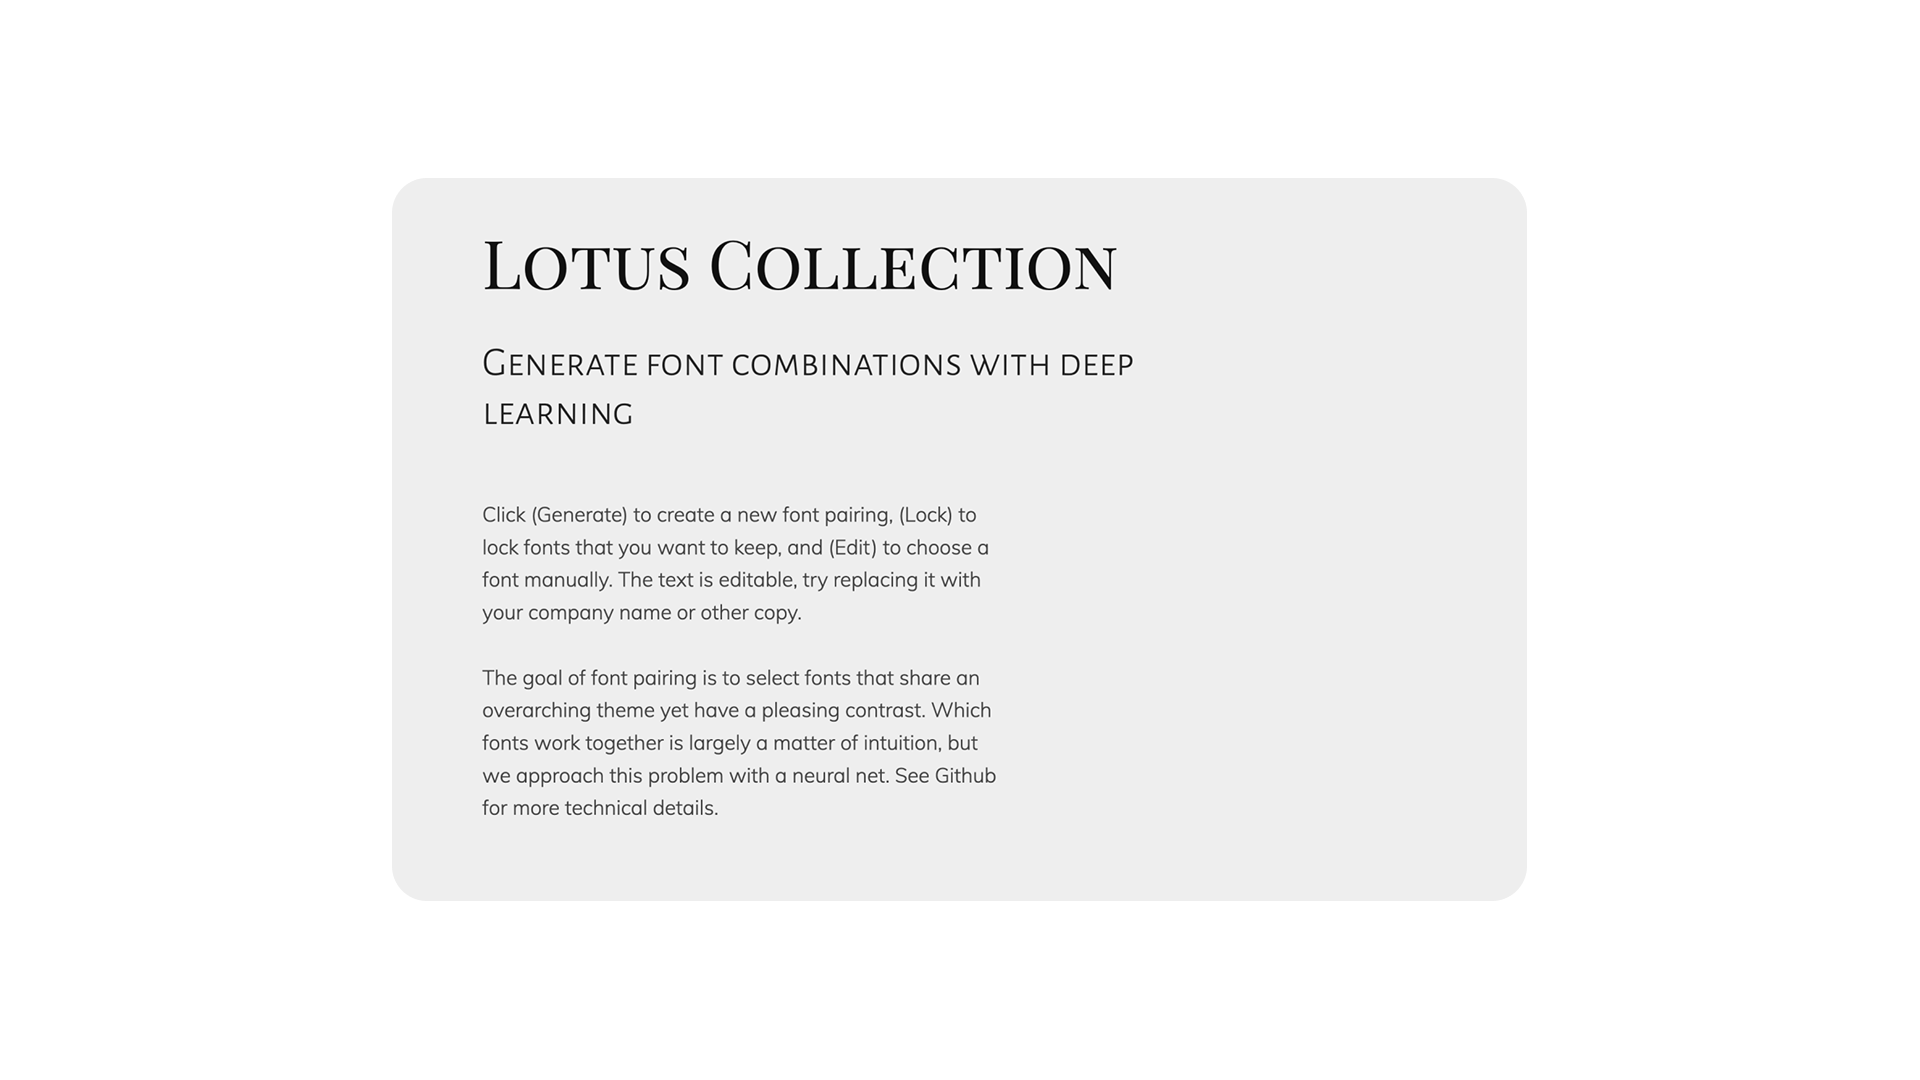 Lotus Collection
Generate font combinations with deep
learning
Click (Generate) to create a new font pairing, (Lock) to
lock fonts that you want to keep, and (Edit) to choose a
font manually. The text is editable, try replacing it with
your company name or other copy.
The goal of font pairing is to select fonts that share an
overarching theme yet have a pleasing contrast. Which
fonts work together is largely a matter of intuition, but
we approach this problem with a neural net. See Github
for more technical details.